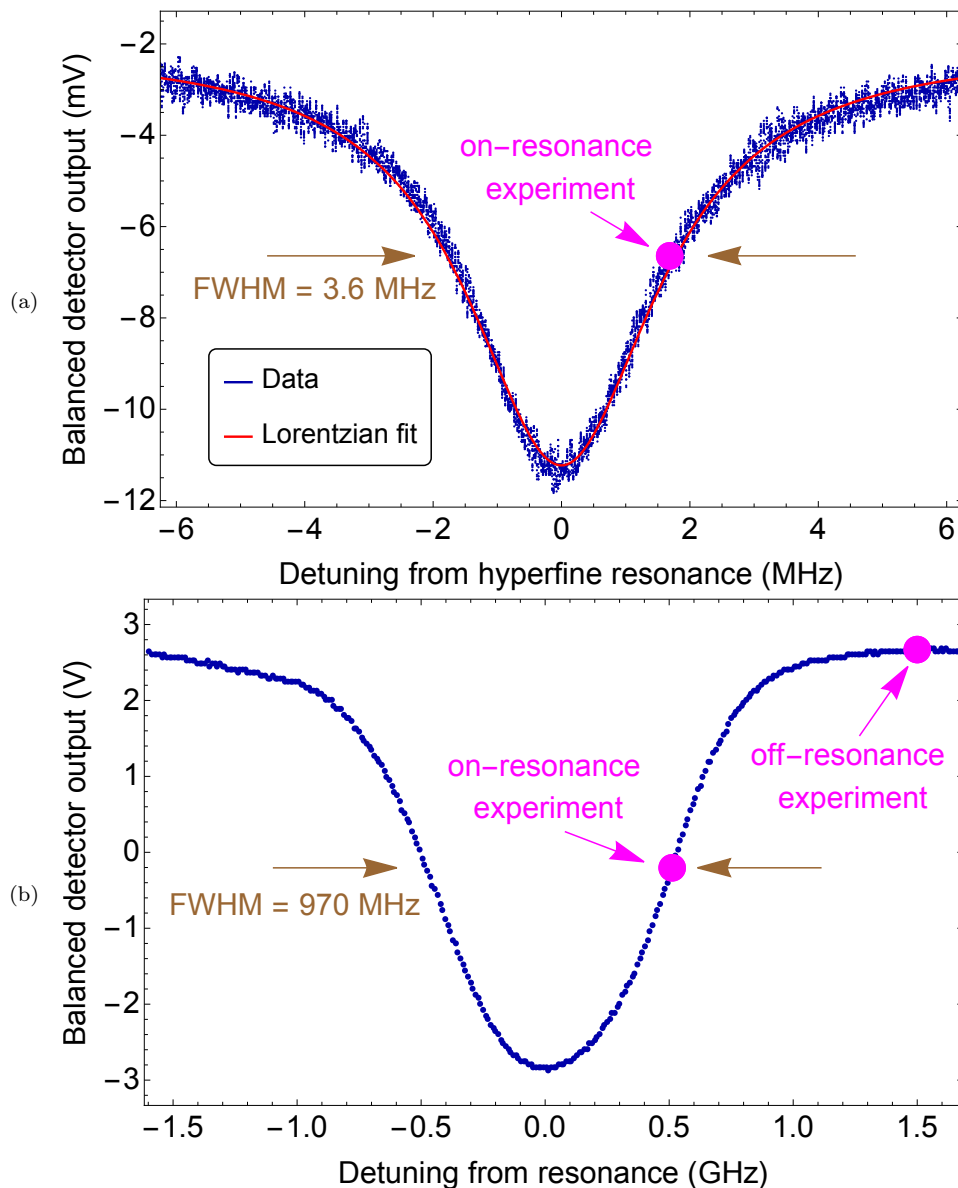 −2
−4
−6
−8
−10
−12
Balanced detector output (mV)
on−resonance
experiment
FWHM = 3.6 MHz
(a)
Data
Lorentzian fit
−6 −4 −2 0 2 4 6
Detuning from hyperfine resonance (MHz)
3
2
1
0
−1
−2
−3
Balanced detector output (V)
on−resonance
experiment
off−resonance
experiment
FWHM = 970 MHz
(b)
−1.5 −1.0 −0.5 0.0 0.5 1.0 1.5
Detuning from resonance (GHz)